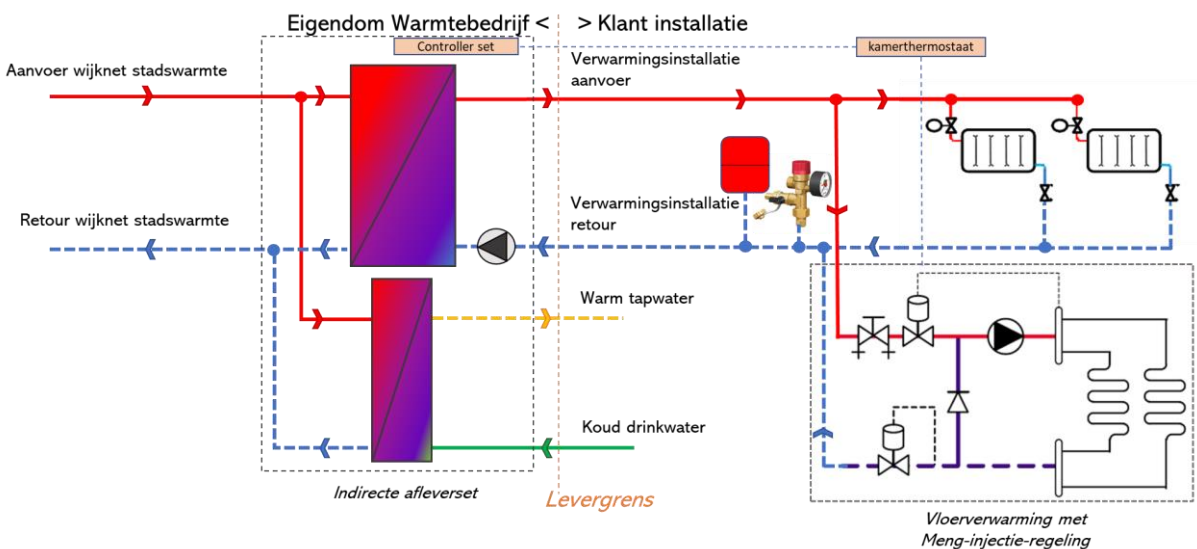 Eigendom Warmtebedrijf < > Klant installatie
Controller set
kamerthermostaat
Aanvoer wijknet stadswarmte
Verwarmingsinstallatie
aanvoer
Retour wijknet stadswarmte
Verwarmingsinstallatie
retour
Warm tapwater
Koud drinkwater
Indirecte afleverset
Levergrens
Vloerverwarming met
Meng-injectie-regeling